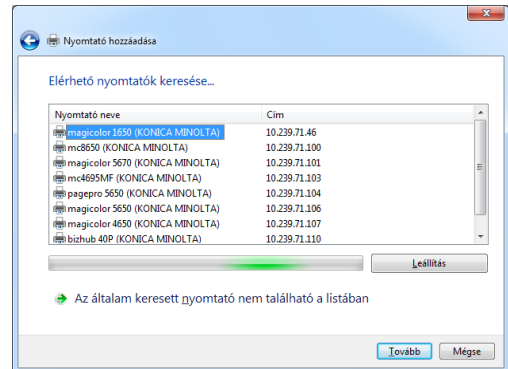 Nyomtató hozzáadása
Elérhető nyomtatók keresése...
Nyomtató neve Cím
magicolor 1650 (KONICA MINOLTA) 10.239.71.46
mc8650 (KONICA MINOLTA) 10.239.71.100
magicolor 5670 (KONICA MINOLTA) 10.239.71.101
mc4695MF (KONICA MINOLTA) 10.239.71.103
pagepro 5650 (KONICA MINOLTA) 10.239.71.104
magicolor 5650 (KONICA MINOLTA) 10.239.71.106
magicolor 4650 (KONICA MINOLTA) 10.239.71.107
bizhub 40P (KONICA MINOLTA) 10.239.71.110
Leállítás
Az általam keresett nyomtató nem található a listában
Tovább Mégse